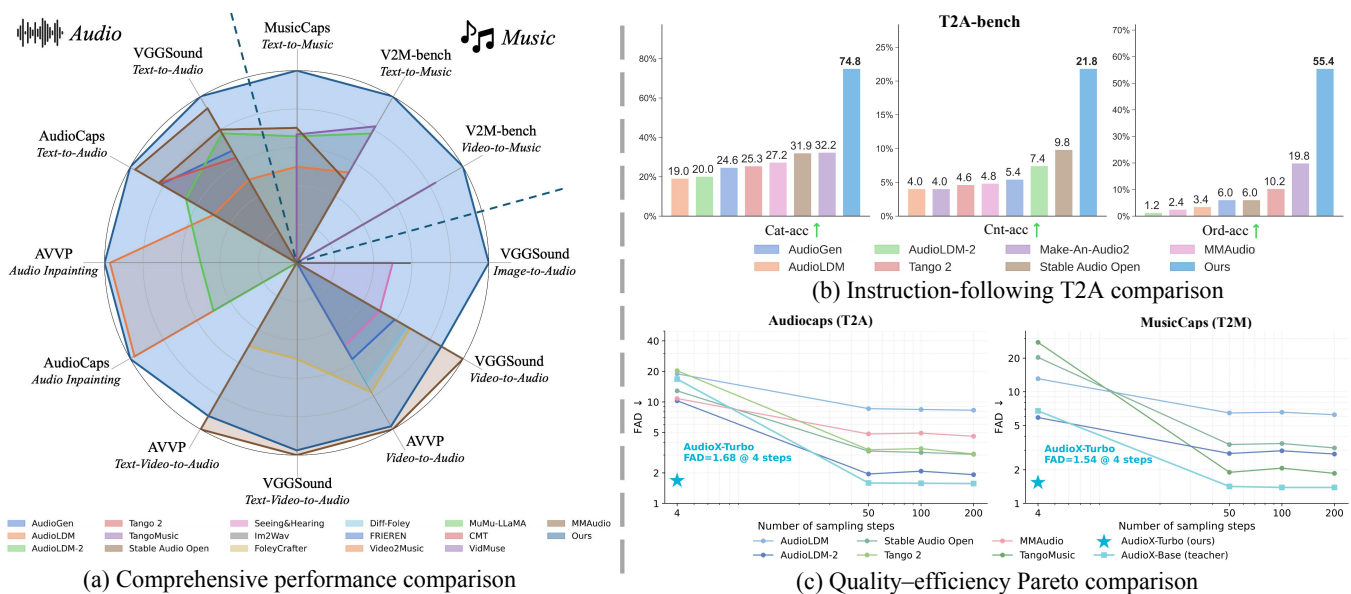 Audio
Music
MusicCaps
Text-to-Music
VGGSound
Text-to-Audio
V2M-bench
Text-to-Music
AudioCaps
Text-to-Audio
V2M-bench
Video-to-Music
AVVP
Audio Inpainting
VGGSound
Image-to-Audio
AudioCaps
Audio Inpainting
VGGSound
Video-to-Audio
AVVP
Text-Video-to-Audio
AVVP
Video-to-Audio
VGGSound
Text-Video-to-Audio
AudioGen
Tango 2
Seeing&Hearing
Diff-Foley
MuMu-LLaMA
MMAudio
AudioLDM
TangoMusic
Im2Wav
FRIEREN
CMT
Ours
AudioLDM-2
Stable Audio Open
FoleyCrafter
Video2Music
VidMuse
(a) Comprehensive performance comparison
T2A-bench
80%
60%
40%
20%
0%
19.0
20.0
24.6
25.3
27.2
31.9
32.2
74.8
Cat-acc ↑
25%
20%
15%
10%
5%
0%
4.0
4.0
4.6
4.8
5.4
7.4
9.8
21.8
Cnt-acc ↑
70%
60%
50%
40%
30%
20%
10%
0%
1.2
2.4
3.4
6.0
6.0
10.2
19.8
55.4
Ord-acc ↑
AudioGen
AudioLDM-2
Make-An-Audio2
MMAudio
AudioLDM
Tango 2
Stable Audio Open
Ours
(b) Instruction-following T2A comparison
Audiocaps (T2A)
40
20
10
5
2
1
FAD ↓
AudioX-Turbo
FAD=1.68 @ 4 steps
4
50
100
200
Number of sampling steps
MusicCaps (T2M)
20
10
5
2
1
FAD ↓
AudioX-Turbo
FAD=1.54 @ 4 steps
4
50
100
200
Number of sampling steps
AudioLDM
Stable Audio Open
MMAudio
AudioX-Turbo (ours)
AudioLDM-2
Tango 2
TangoMusic
AudioX-Base (teacher)
(c) Quality–efficiency Pareto comparison